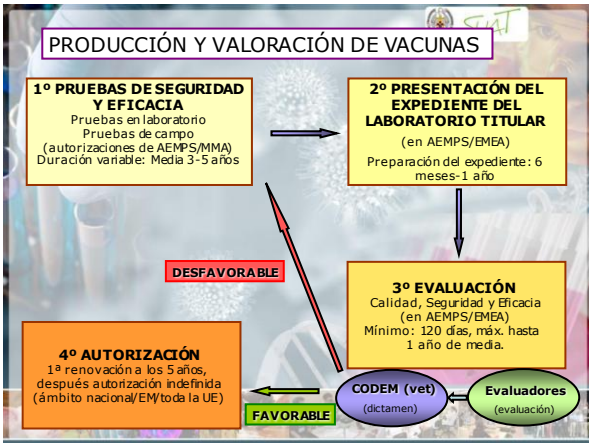 PRODUCCIÓN Y VALORACIÓN DE VACUNAS
1º PRUEBAS DE SEGURIDAD
Y EFICACIA
Pruebas en laboratorio
Pruebas de campo
(autorizaciones de AEMPS/MMA)
Duración variable: Media 3-5 años
2º PRESENTACIÓN DEL
EXPEDIENTE DEL
LABORATORIO TITULAR
(en AEMPS/EMEA)
Preparación del expediente: 6
meses-1 año
DESFAVORABLE
3º EVALUACIÓN
Calidad, Seguridad y Eficacia
(en AEMPS/EMEA)
Mínimo: 120 días, máx. hasta
1 año de media.
4º AUTORIZACIÓN
1ª renovación a los 5 años,
después autorización indefinida
(ámbito nacional/EM/toda la UE)
FAVORABLE
CODEM (vet)
(dictamen)
Evaluadores
(evaluación)